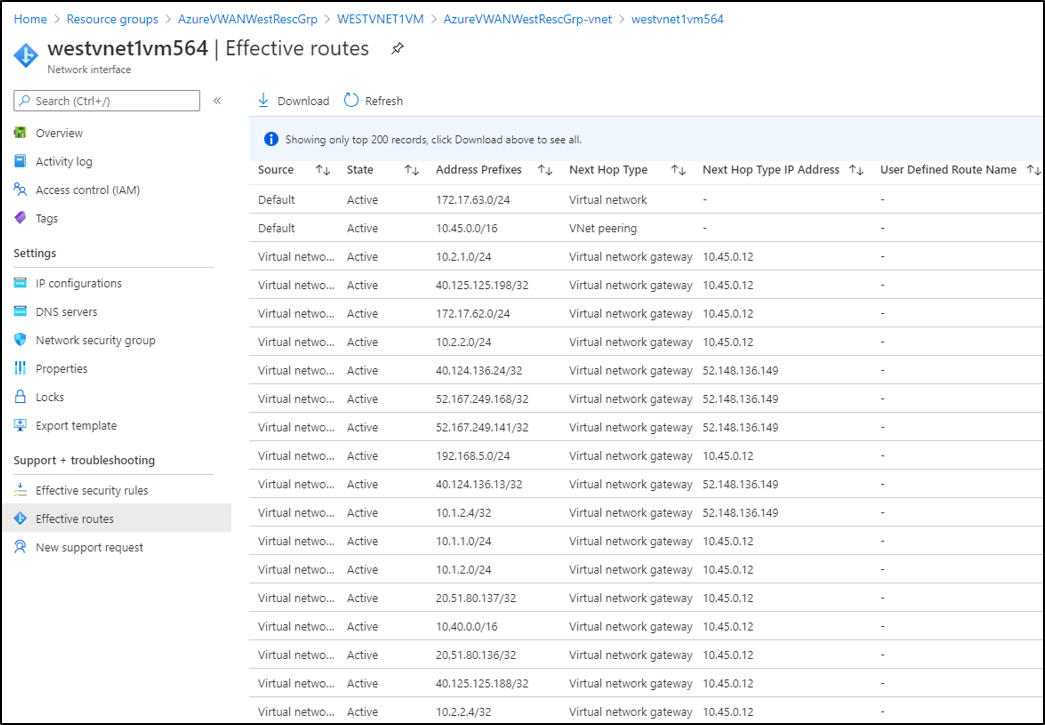 Home > Resource groups > AzureVWANWestRescGrp > WESTVNET1VM > AzureVWANWestRescGrp-vnet > westvnet1vm564
westvnet1vm564 | Effective routes
Network interface
Search (Ctrl+/) «
Overview
Activity log
Access control (IAM)
Tags
Settings
IP configurations
DNS servers
Network security group
Properties
Locks
Export template
Support + troubleshooting
Effective security rules
Effective routes
New support request
Download Refresh
Showing only top 200 records, click Download above to see all.
Source ↑↓ State ↑↓ Address Prefixes ↑↓ Next Hop Type ↑↓ Next Hop Type IP Address ↑↓ User Defined Route Name ↑↓
Default Active 172.17.63.0/24 Virtual network - -
Default Active 10.45.0.0/16 VNet peering - -
Virtual netwo... Active 10.2.1.0/24 Virtual network gateway 10.45.0.12 -
Virtual netwo... Active 40.125.125.198/32 Virtual network gateway 10.45.0.12 -
Virtual netwo... Active 172.17.62.0/24 Virtual network gateway 10.45.0.12 -
Virtual netwo... Active 10.2.2.0/24 Virtual network gateway 10.45.0.12 -
Virtual netwo... Active 40.124.136.24/32 Virtual network gateway 52.148.136.149 -
Virtual netwo... Active 52.167.249.168/32 Virtual network gateway 52.148.136.149 -
Virtual netwo... Active 52.167.249.141/32 Virtual network gateway 52.148.136.149 -
Virtual netwo... Active 192.168.5.0/24 Virtual network gateway 10.45.0.12 -
Virtual netwo... Active 40.124.136.13/32 Virtual network gateway 52.148.136.149 -
Virtual netwo... Active 10.1.2.4/32 Virtual network gateway 52.148.136.149 -
Virtual netwo... Active 10.1.1.0/24 Virtual network gateway 10.45.0.12 -
Virtual netwo... Active 10.1.2.0/24 Virtual network gateway 10.45.0.12 -
Virtual netwo... Active 20.51.80.137/32 Virtual network gateway 10.45.0.12 -
Virtual netwo... Active 10.40.0.0/16 Virtual network gateway 10.45.0.12 -
Virtual netwo... Active 20.51.80.136/32 Virtual network gateway 10.45.0.12 -
Virtual netwo... Active 40.125.125.188/32 Virtual network gateway 10.45.0.12 -
Virtual netwo... Active 10.2.2.4/32 Virtual network gateway 10.45.0.12 -